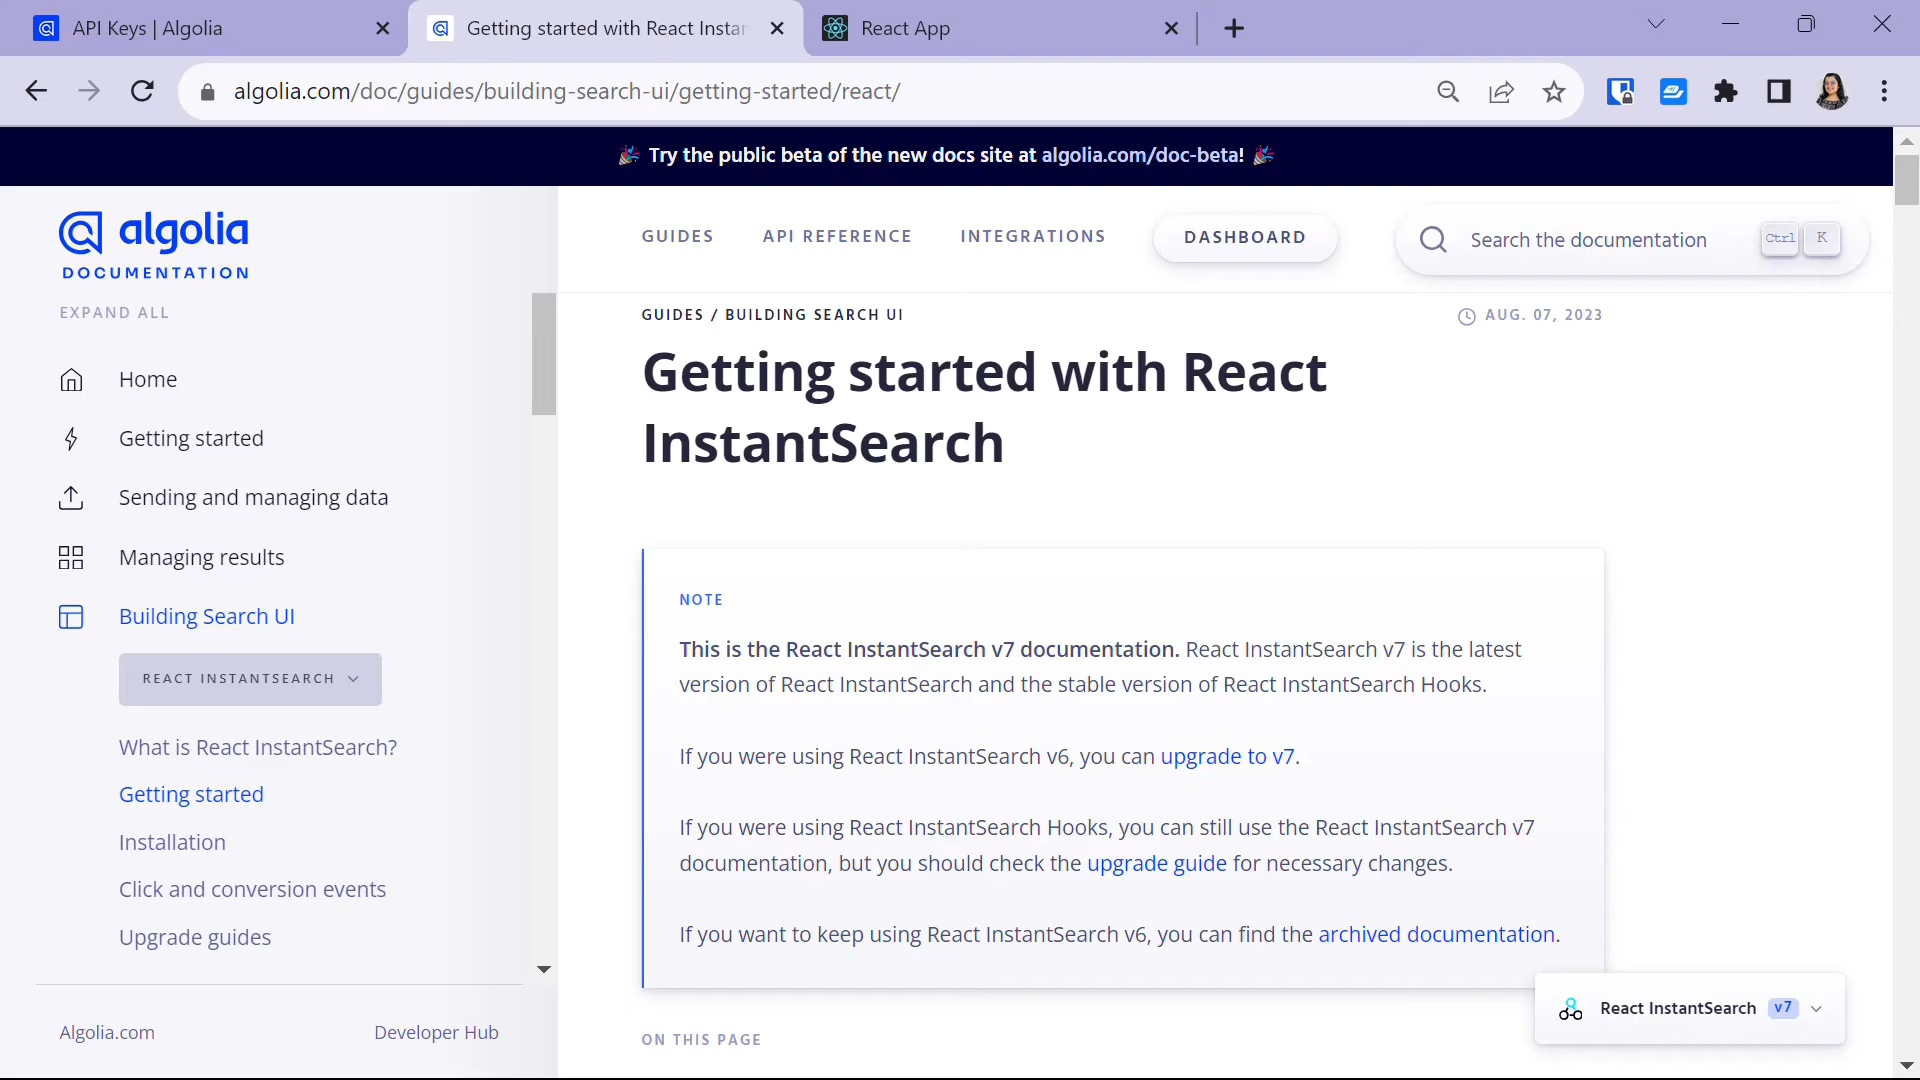 API Keys | Algolia
Getting started with React Instan
React App
algolia.com/doc/guides/building-search-ui/getting-started/react/
🎉 Try the public beta of the new docs site at algolia.com/doc-beta! 🎉
algolia
DOCUMENTATION
EXPAND ALL
Home
Getting started
Sending and managing data
Managing results
Building Search UI
REACT INSTANTSEARCH
What is React InstantSearch?
Getting started
Installation
Click and conversion events
Upgrade guides
Algolia.com
Developer Hub
GUIDES
API REFERENCE
INTEGRATIONS
DASHBOARD
Search the documentation
Ctrl K
GUIDES / BUILDING SEARCH UI
AUG. 07, 2023
Getting started with React
InstantSearch
NOTE
This is the React InstantSearch v7 documentation. React InstantSearch v7 is the latest
version of React InstantSearch and the stable version of React InstantSearch Hooks.
If you were using React InstantSearch v6, you can upgrade to v7.
If you were using React InstantSearch Hooks, you can still use the React InstantSearch v7
documentation, but you should check the upgrade guide for necessary changes.
If you want to keep using React InstantSearch v6, you can find the archived documentation.
React InstantSearch v7
ON THIS PAGE